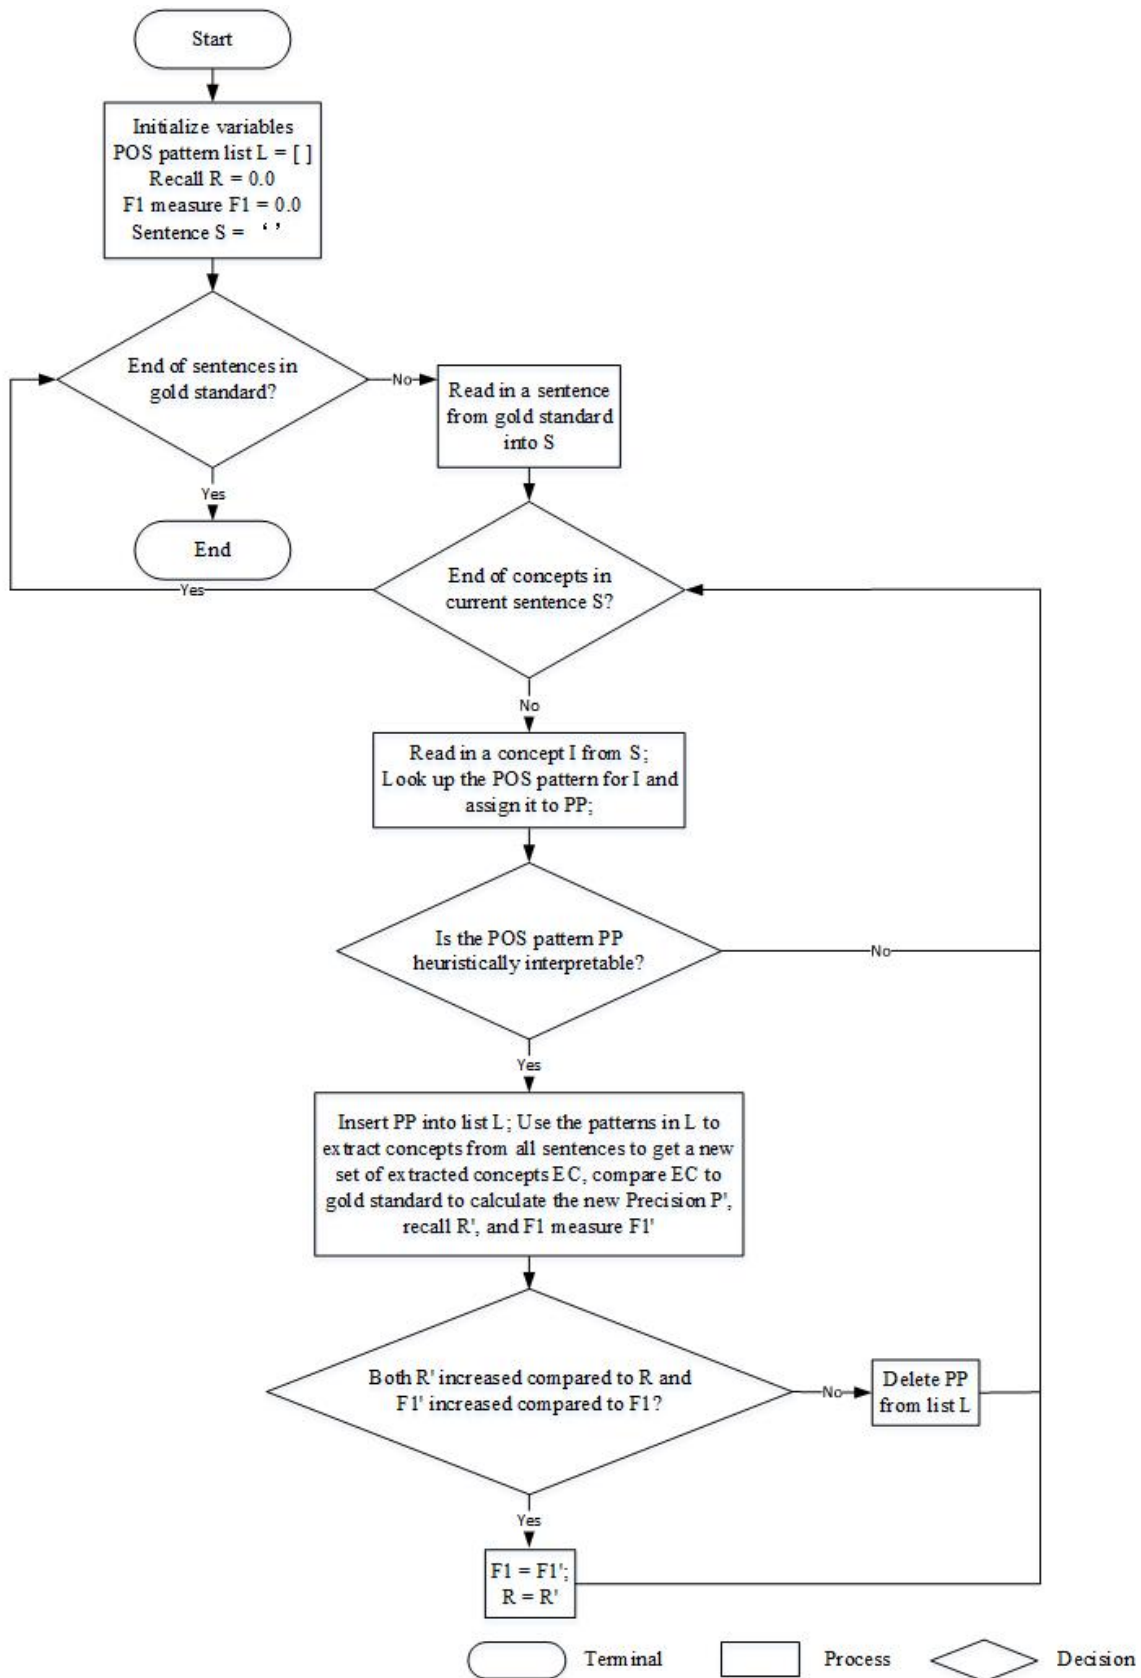 Start
Initialize variables
POS pattern list L = [ ]
Recall R = 0.0
F1 measure F1 = 0.0
Sentence S = ‘ ’
End of sentences in
gold standard?
No
Read in a sentence
from gold standard
into S
Yes
End
End of concepts in
current sentence S?
Yes
No
Read in a concept I from S;
Look up the POS pattern for I and
assign it to PP;
Is the POS pattern PP
heuristically interpretable?
No
Yes
Insert PP into list L; Use the patterns in L to
extract concepts from all sentences to get a new
set of extracted concepts EC, compare EC to
gold standard to calculate the new Precision P',
recall R', and F1 measure F1'
Both R' increased compared to R and
F1' increased compared to F1?
No
Delete PP
from list L
Yes
F1 = F1';
R = R'
Terminal
Process
Decision